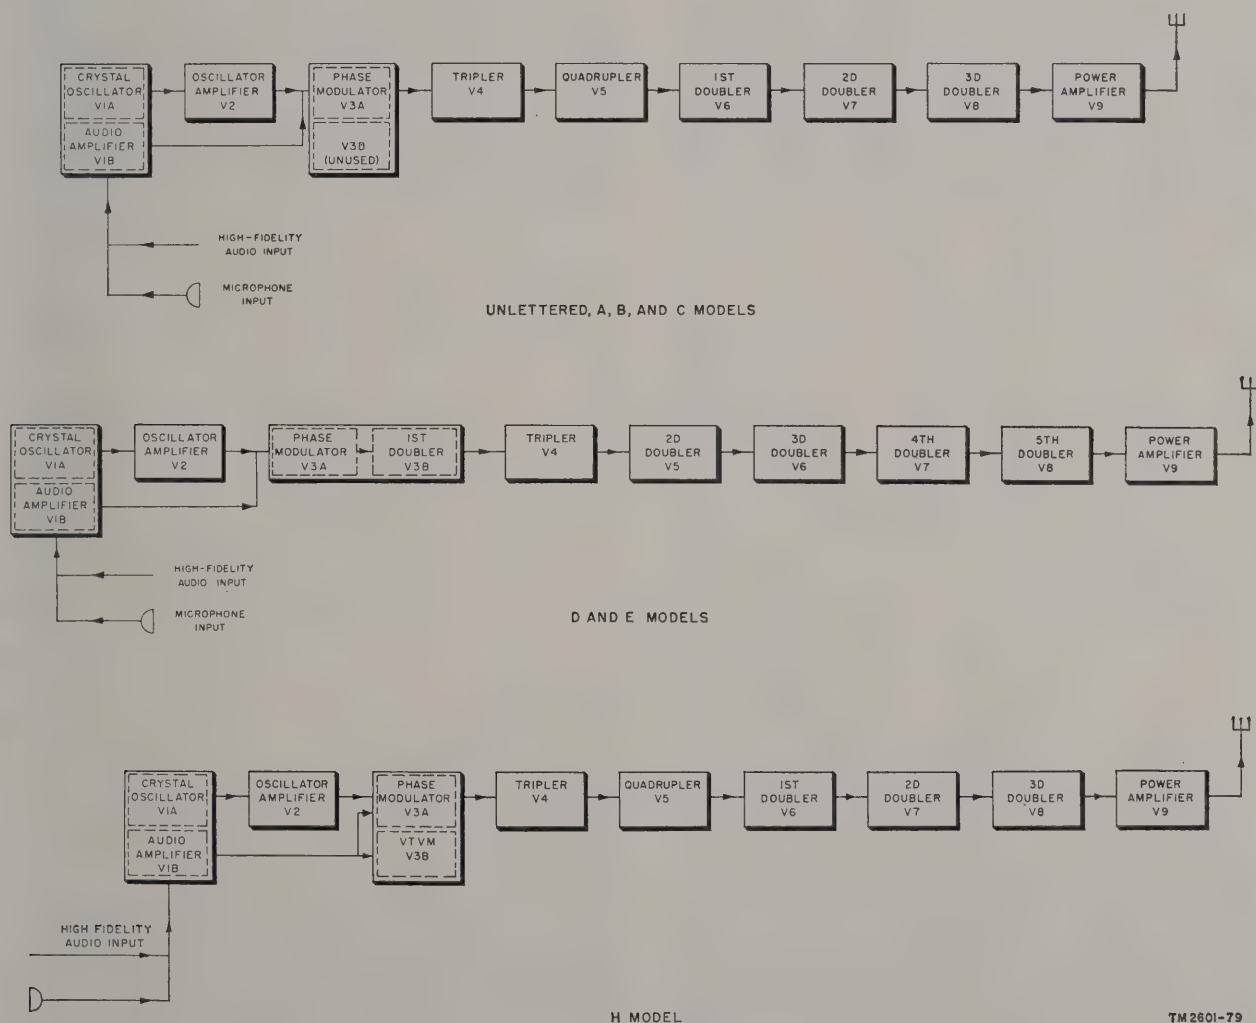 CRYSTAL
OSCILLATOR
V1A
AUDIO
AMPLIFIER
V1B
OSCILLATOR
AMPLIFIER
V2
PHASE
MODULATOR
V3A
V3B
(UNUSED)
TRIPLER
V4
QUADRUPLER
V5
1ST
DOUBLER
V6
2D
DOUBLER
V7
3D
DOUBLER
V8
POWER
AMPLIFIER
V9
HIGH-FIDELITY
AUDIO INPUT
MICROPHONE
INPUT
UNLETTERED, A, B, AND C MODELS
CRYSTAL
OSCILLATOR
V1A
AUDIO
AMPLIFIER
V1B
OSCILLATOR
AMPLIFIER
V2
PHASE
MODULATOR
V3A
1ST
DOUBLER
V3B
TRIPLER
V4
2D
DOUBLER
V5
3D
DOUBLER
V6
4TH
DOUBLER
V7
5TH
DOUBLER
V8
POWER
AMPLIFIER
V9
HIGH-FIDELITY
AUDIO INPUT
MICROPHONE
INPUT
D AND E MODELS
CRYSTAL
OSCILLATOR
V1A
AUDIO
AMPLIFIER
V1B
OSCILLATOR
AMPLIFIER
V2
PHASE
MODULATOR
V3A
VTVM
V3B
TRIPLER
V4
QUADRUPLER
V5
1ST
DOUBLER
V6
2D
DOUBLER
V7
3D
DOUBLER
V8
POWER
AMPLIFIER
V9
HIGH FIDELITY
AUDIO INPUT
H MODEL
TM2601-79